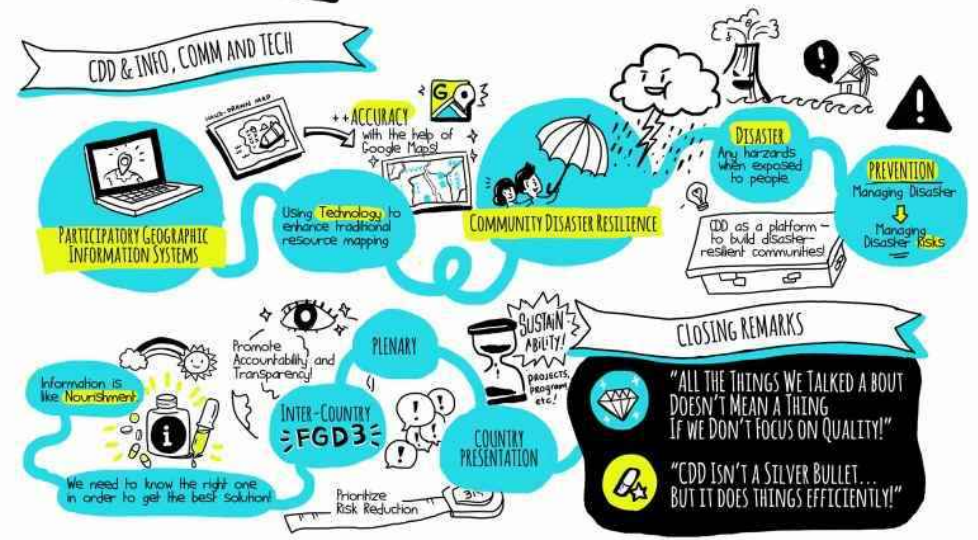 CDD & INFO, COMM AND TECH
HAND-DRAWN MAP
++ACCURACY
with the help of
Google Maps!
G
PARTICIPATORY GEOGRAPHIC
INFORMATION SYSTEMS
Using Technology to
enhance traditional
resource mapping
COMMUNITY DISASTER RESILIENCE
DISASTER
Any harzards
when exposed
to people.
PREVENTION
Managing Disaster
Managing
Disaster Risks
CDD as a platform –
to build disaster-
resilient communities!
Information is
like Nourishment.
i
We need to know the right one
in order to get the best solution!
Promote
Accountability and
Transparency!
INTER-COUNTRY
FGD3
PLENARY
COUNTRY
PRESENTATION
SUSTAIN-
ABILITY!
PROJECTS,
PROGRAM,
etc.!
Prioritize
Risk Reduction
CLOSING REMARKS
"ALL THE THINGS WE TALKED A BOUT
DOESN'T MEAN A THING
IF WE DON'T FOCUS ON QUALITY!"
"CDD ISN'T A SILVER BULLET...
BUT IT DOES THINGS EFFICIENTLY!"